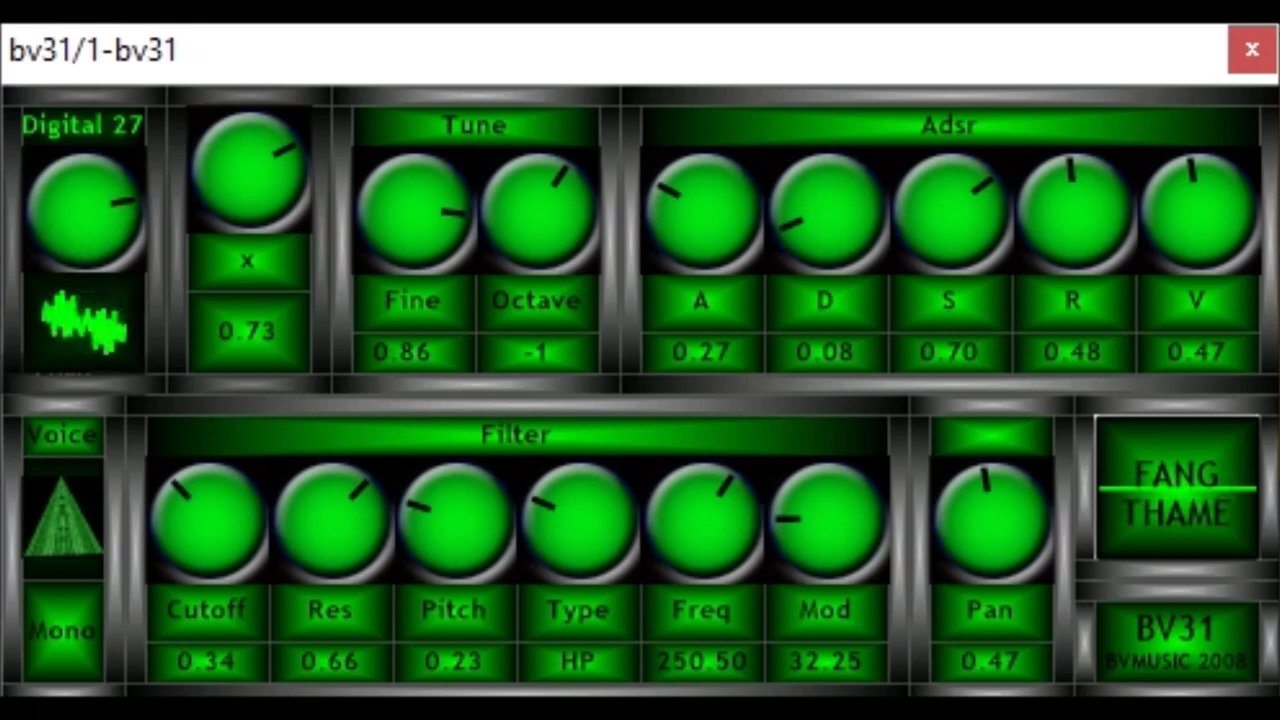 bv31/1-bv31
x
Digital 27
Tune
Adsr
x
Fine
Octave
A
D
S
R
V
0.73
0.86
-1
0.27
0.08
0.70
0.48
0.47
Voice
Filter
FANG
THAME
Mono
Cutoff
Res
Pitch
Type
Freq
Mod
Pan
0.34
0.66
0.23
HP
250.50
32.25
0.47
BV31
BVMUSIC 2008